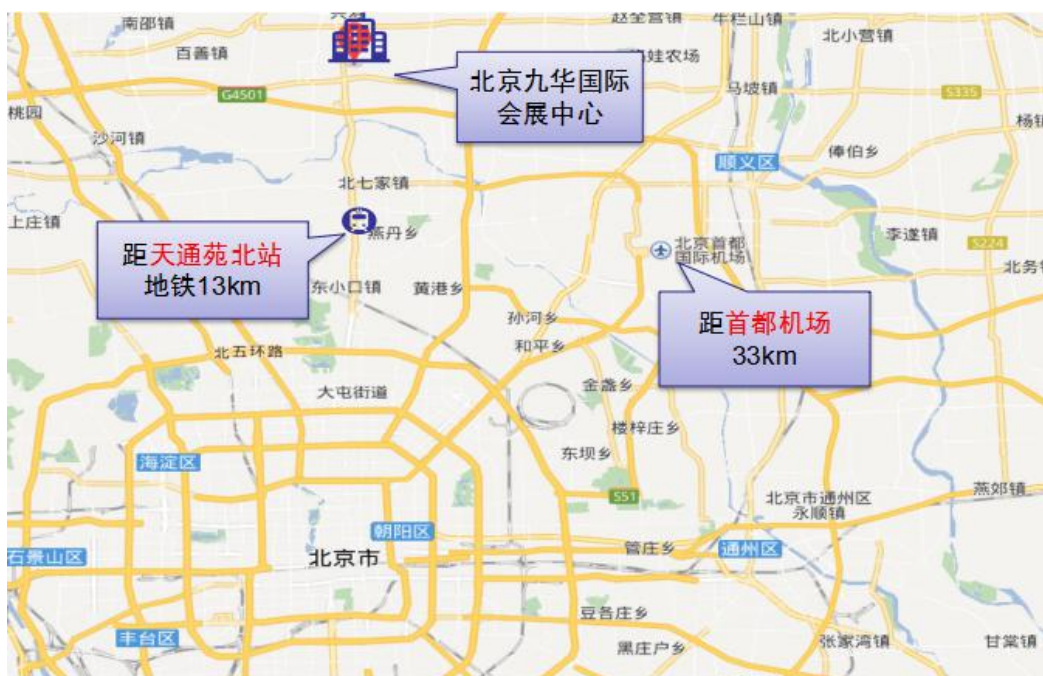 南邵镇
赵全营镇
牛栏山镇
北小营镇
百善镇
北京九华国际
会展中心
马坡镇
G4501
S335
桃园
沙河镇
杨镇
顺义区
俸伯乡
北七家镇
上庄镇
燕丹乡
距天通苑北站
地铁13km
北京首都
国际机场
李遂镇
S224
北务镇
东小口镇
黄港乡
孙河乡
距首都机场
33km
和平乡
北五环路
大屯街道
金盏乡
楼梓庄乡
东坝乡
海淀区
S51
燕郊镇
北京市通州区
永顺镇
朝阳区
石景山区
北京市
管庄乡
通州区
豆各庄乡
丰台区
黑庄户乡
张家湾镇
甘棠镇